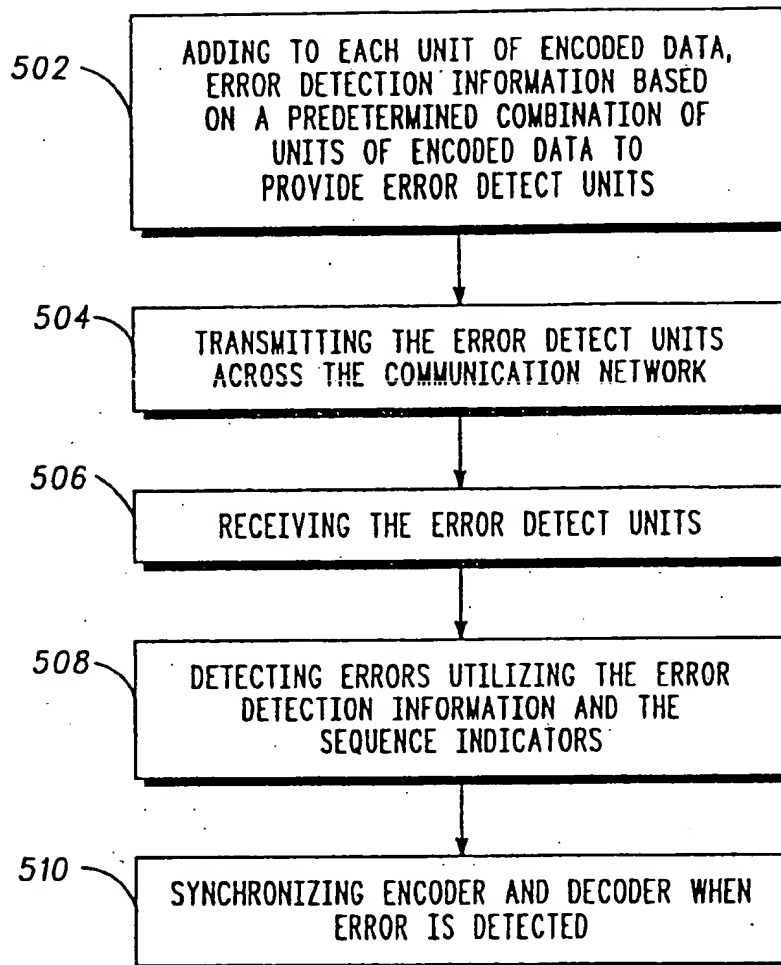 502
ADDING TO EACH UNIT OF ENCODED DATA,
ERROR DETECTION INFORMATION BASED
ON A PREDETERMINED COMBINATION OF
UNITS OF ENCODED DATA TO
PROVIDE ERROR DETECT UNITS
504
TRANSMITTING THE ERROR DETECT UNITS
ACROSS THE COMMUNICATION NETWORK
506
RECEIVING THE ERROR DETECT UNITS
508
DETECTING ERRORS UTILIZING THE ERROR
DETECTION INFORMATION AND THE
SEQUENCE INDICATORS
510
SYNCHRONIZING ENCODER AND DECODER WHEN
ERROR IS DETECTED